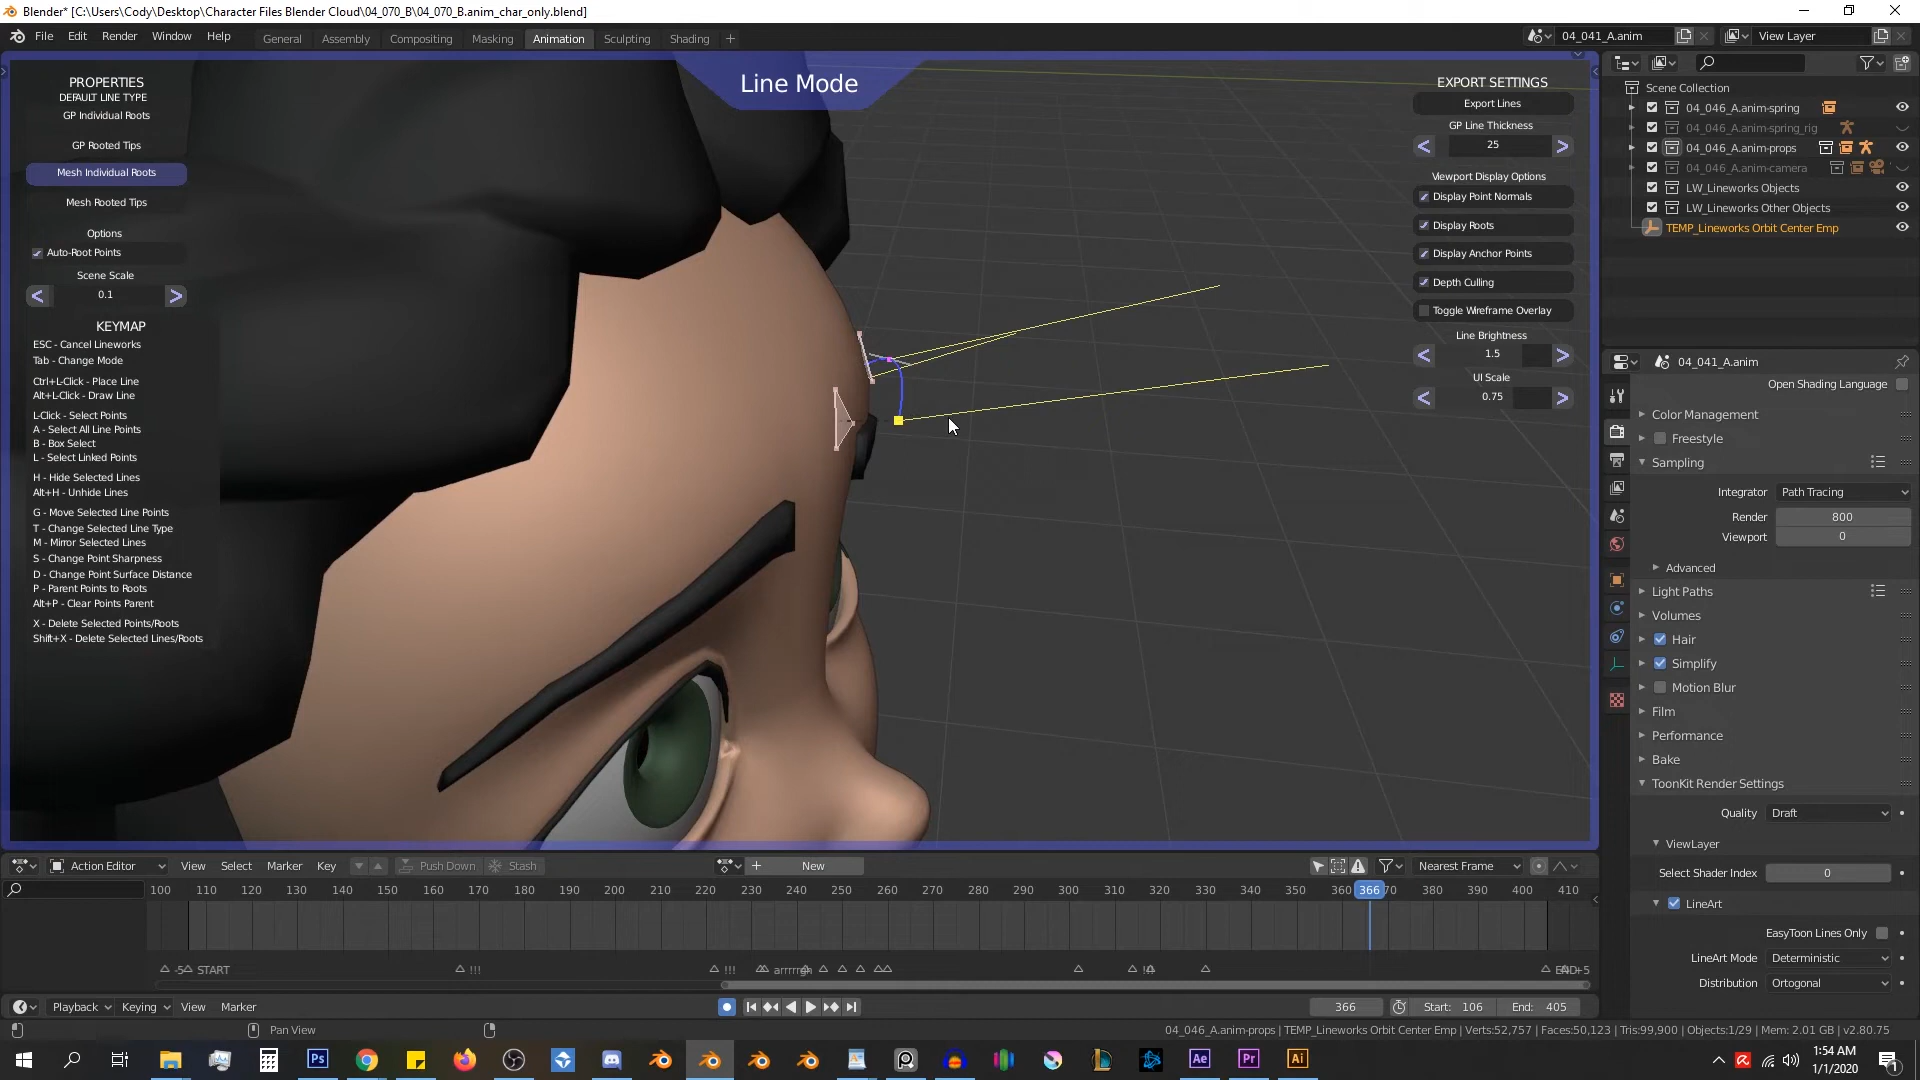 Blender* [C:\Users\Cody\Desktop\Character Files Blender Cloud\04_070_B\04_070_B.anim_char_only.blend]
File Edit Render Window Help
General Assembly Compositing Masking Animation Sculpting Shading +
04_041_A.anim
View Layer
Line Mode
PROPERTIES
DEFAULT LINE TYPE
GP Individual Roots
GP Rooted Tips
Mesh Individual Roots
Mesh Rooted Tips
Options
Auto-Root Points
Scene Scale
< 0.1 >
KEYMAP
ESC - Cancel Lineworks
Tab - Change Mode
Ctrl+L-Click - Place Line
Alt+L-Click - Draw Line
L-Click - Select Points
A - Select All Line Points
B - Box Select
L - Select Linked Points
H - Hide Selected Lines
Alt+H - Unhide Lines
G - Move Selected Line Points
T - Change Selected Line Type
M - Mirror Selected Lines
S - Change Point Sharpness
D - Change Point Surface Distance
P - Parent Points to Roots
Alt+P - Clear Points Parent
X - Delete Selected Points/Roots
Shift+X - Delete Selected Lines/Roots
EXPORT SETTINGS
Export Lines
GP Line Thickness
< 25 >
Viewport Display Options
Display Point Normals
Display Roots
Display Anchor Points
Depth Culling
Toggle Wireframe Overlay
Line Brightness
< 1.5 >
UI Scale
< 0.75 >
Scene Collection
04_046_A.anim-spring
04_046_A.anim-spring_rig
04_046_A.anim-props
04_046_A.anim-camera
LW_Lineworks Objects
LW_Lineworks Other Objects
TEMP_Lineworks Orbit Center Emp
04_041_A.anim
Open Shading Language
Color Management
Freestyle
Sampling
Integrator Path Tracing
Render 800
Viewport 0
Advanced
Light Paths
Volumes
Hair
Simplify
Motion Blur
Film
Performance
Bake
ToonKit Render Settings
Quality Draft
ViewLayer
Select Shader Index 0
LineArt
EasyToon Lines Only
LineArt Mode Deterministic
Distribution Ortogonal
Action Editor View Select Marker Key Push Down Stash + New Nearest Frame
100 110 120 130 140 150 160 170 180 190 200 210 220 230 240 250 260 270 280 290 300 310 320 330 340 350 360 366 70 380 390 400 410
-5 START !!! !!! arrrrgh END+5
Playback Keying View Marker 366 Start: 106 End: 405
Pan View
04_046_A.anim-props | TEMP_Lineworks Orbit Center Emp | Verts:52,757 | Faces:50,123 | Tris:99,900 | Objects:1/29 | Mem: 2.01 GB | v2.80.75
Ps Ae Pr Ai
1:54 AM
1/1/2020